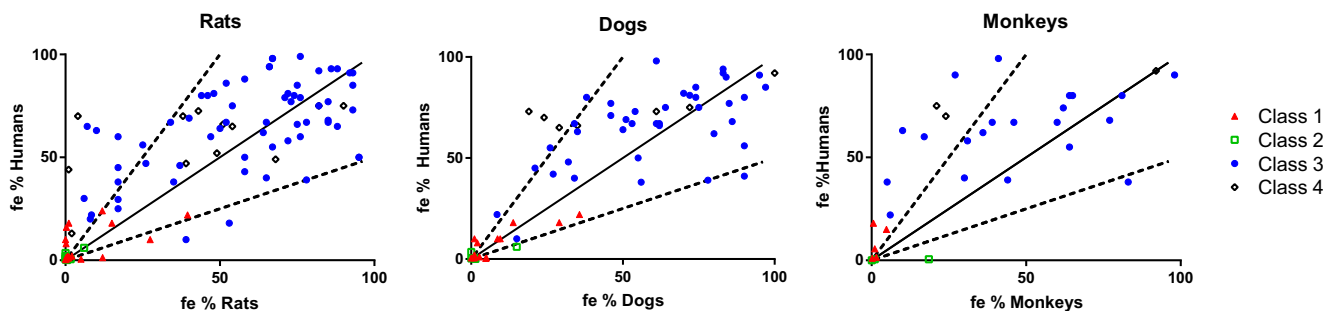 Rats
100
50
0
0
50
100
fe % Humans
fe % Rats
Dogs
100
50
0
0
50
100
fe % Humans
fe % Dogs
Monkeys
100
50
0
0
50
100
fe %Humans
fe % Monkeys
Class 1
Class 2
Class 3
Class 4